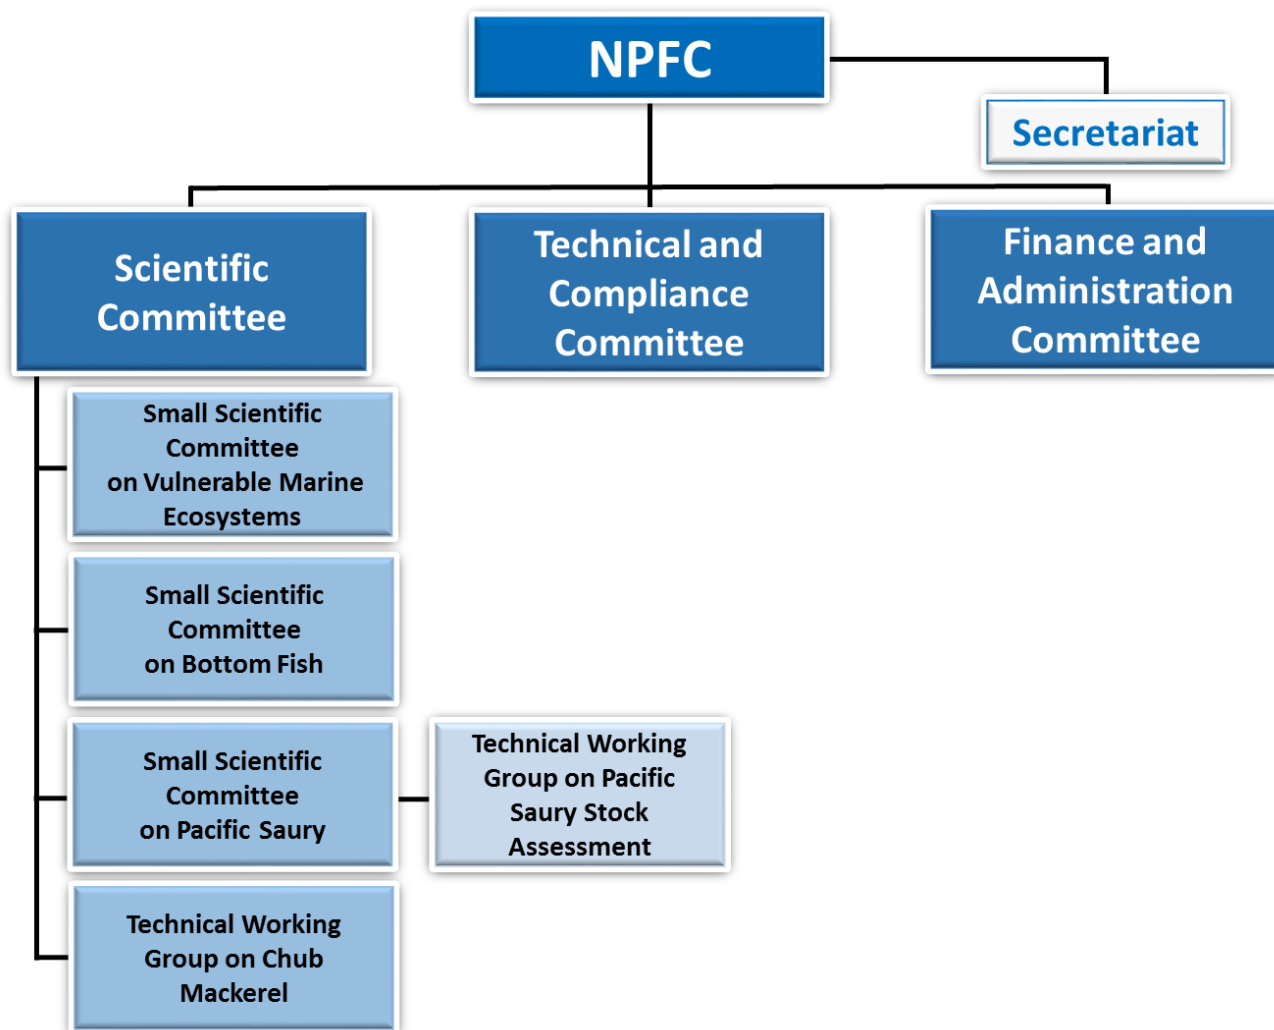 NPFC
Secretariat
Scientific
Committee
Technical and
Compliance
Committee
Finance and
Administration
Committee
Small Scientific
Committee
on Vulnerable Marine
Ecosystems
Small Scientific
Committee
on Bottom Fish
Small Scientific
Committee
on Pacific Saury
Technical Working
Group on Pacific
Saury Stock
Assessment
Technical Working
Group on Chub
Mackerel